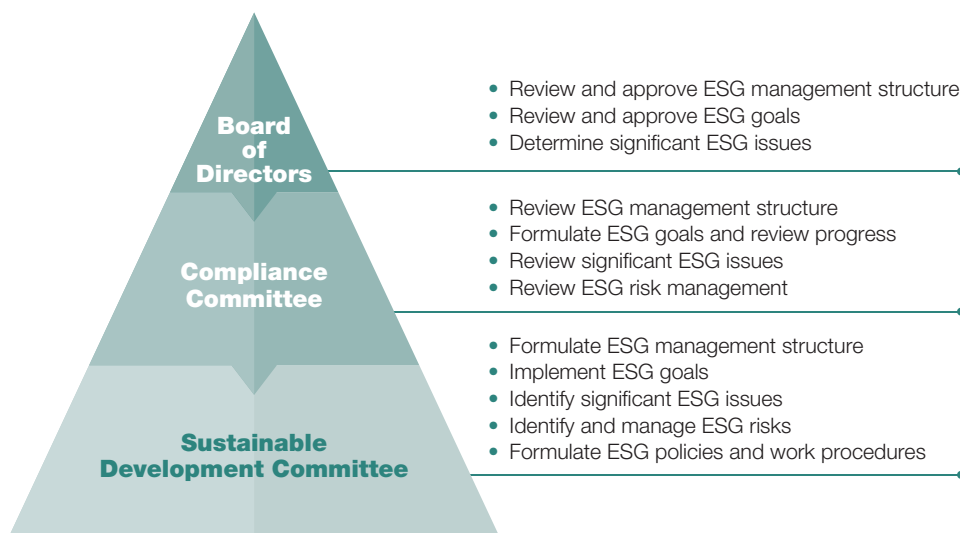 Board
of
Directors
• Review and approve ESG management structure
• Review and approve ESG goals
• Determine significant ESG issues
Compliance
Committee
• Review ESG management structure
• Formulate ESG goals and review progress
• Review significant ESG issues
• Review ESG risk management
Sustainable
Development Committee
• Formulate ESG management structure
• Implement ESG goals
• Identify significant ESG issues
• Identify and manage ESG risks
• Formulate ESG policies and work procedures